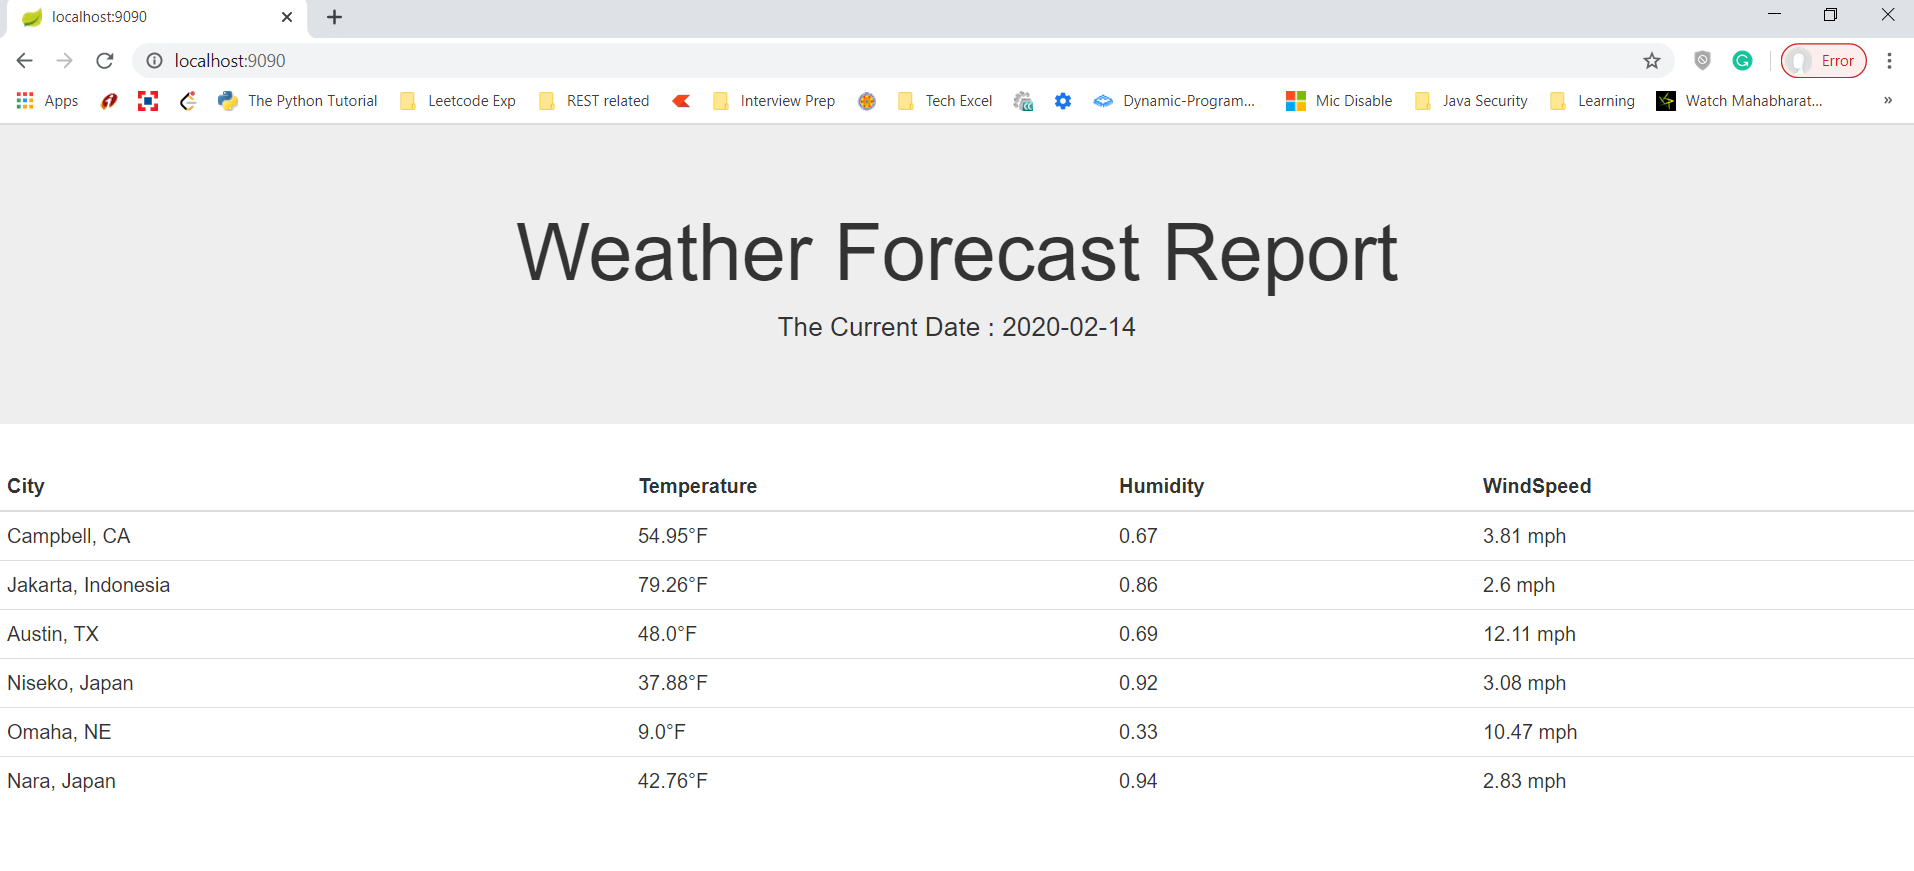 localhost:9090
localhost:9090 Error
Apps The Python Tutorial Leetcode Exp REST related Interview Prep Tech Excel Dynamic-Program... Mic Disable Java Security Learning Watch Mahabharat... »
Weather Forecast Report
The Current Date : 2020-02-14
City Temperature Humidity WindSpeed
Campbell, CA 54.95°F 0.67 3.81 mph
Jakarta, Indonesia 79.26°F 0.86 2.6 mph
Austin, TX 48.0°F 0.69 12.11 mph
Niseko, Japan 37.88°F 0.92 3.08 mph
Omaha, NE 9.0°F 0.33 10.47 mph
Nara, Japan 42.76°F 0.94 2.83 mph